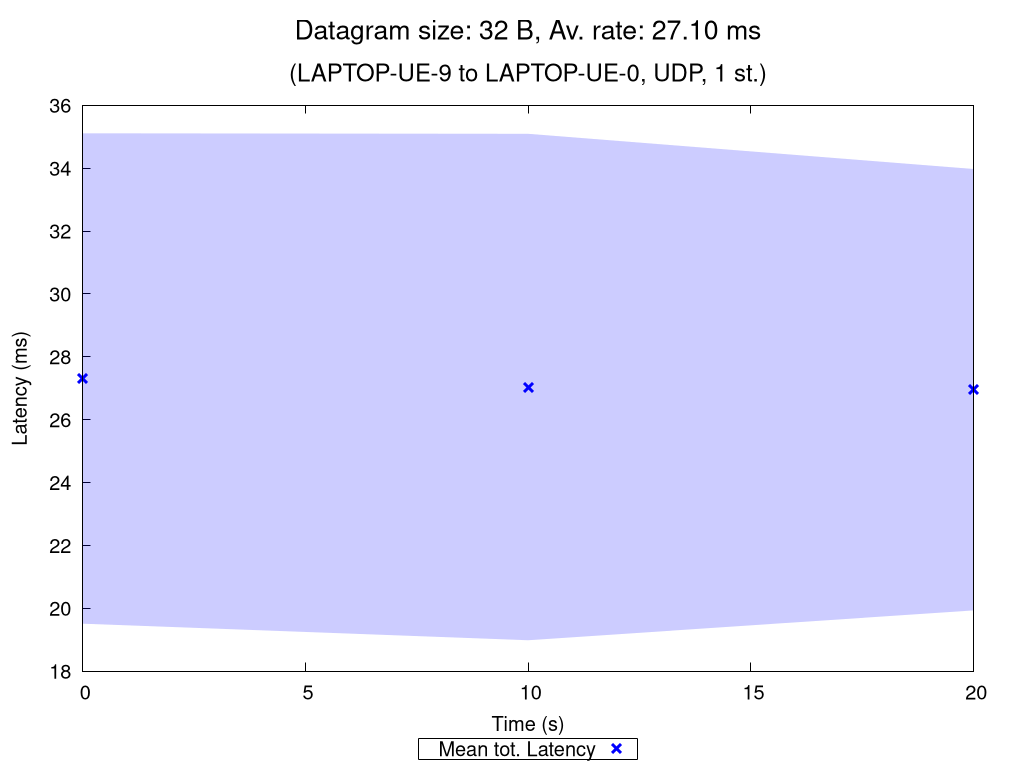 Datagram size: 32 B, Av. rate: 27.10 ms
(LAPTOP-UE-9 to LAPTOP-UE-0, UDP, 1 st.)
36
34
32
30
28
26
24
22
20
18
Latency (ms)
0 5 10 15 20
Time (s)
Mean tot. Latency